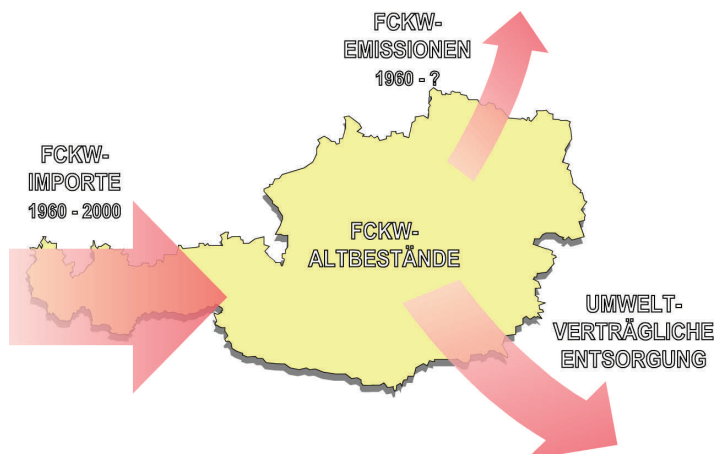 FCKW-
EMISSIONEN
1960 - ?
FCKW-
IMPORTE
1960 - 2000
FCKW-
ALTBESTÄNDE
UMWELT-
VERTRÄGLICHE
ENTSORGUNG